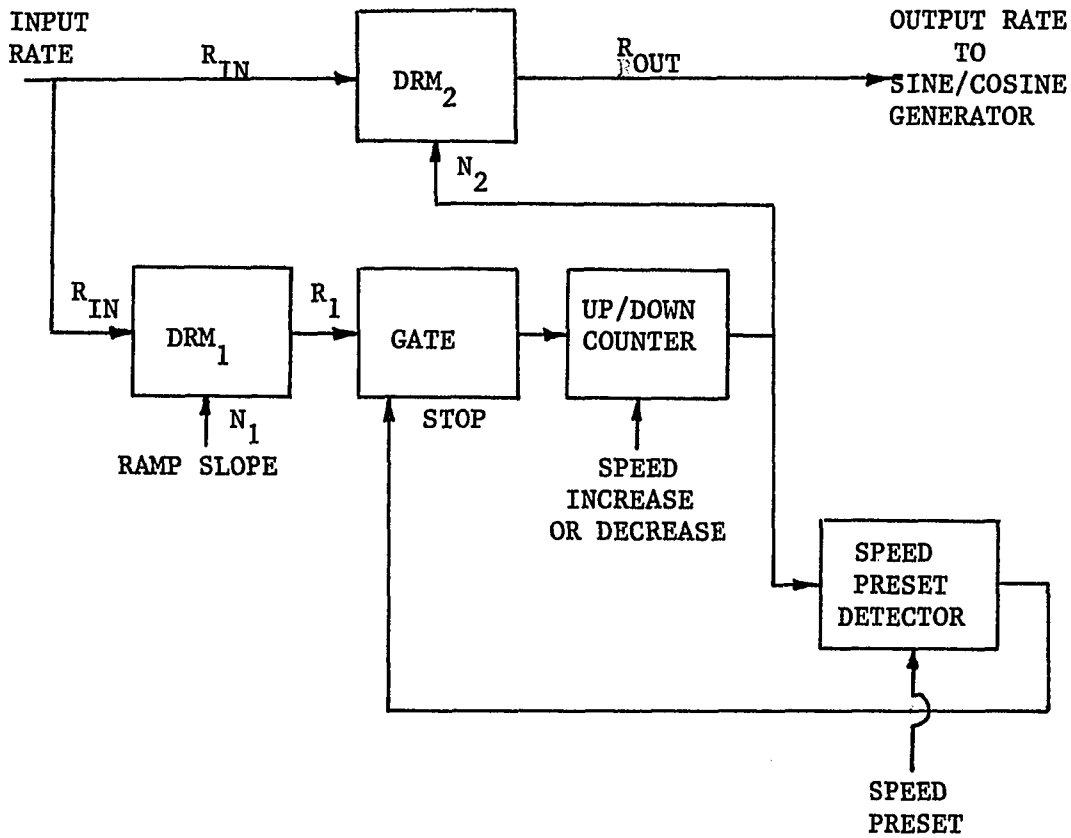 INPUT
RATE
R_IN
DRM_2
R_OUT
OUTPUT RATE
TO
SINE/COSINE
GENERATOR
N_2
R_IN
DRM_1
R_1
GATE
UP/DOWN
COUNTER
N_1
RAMP SLOPE
STOP
SPEED
INCREASE
OR DECREASE
SPEED
PRESET
DETECTOR
SPEED
PRESET